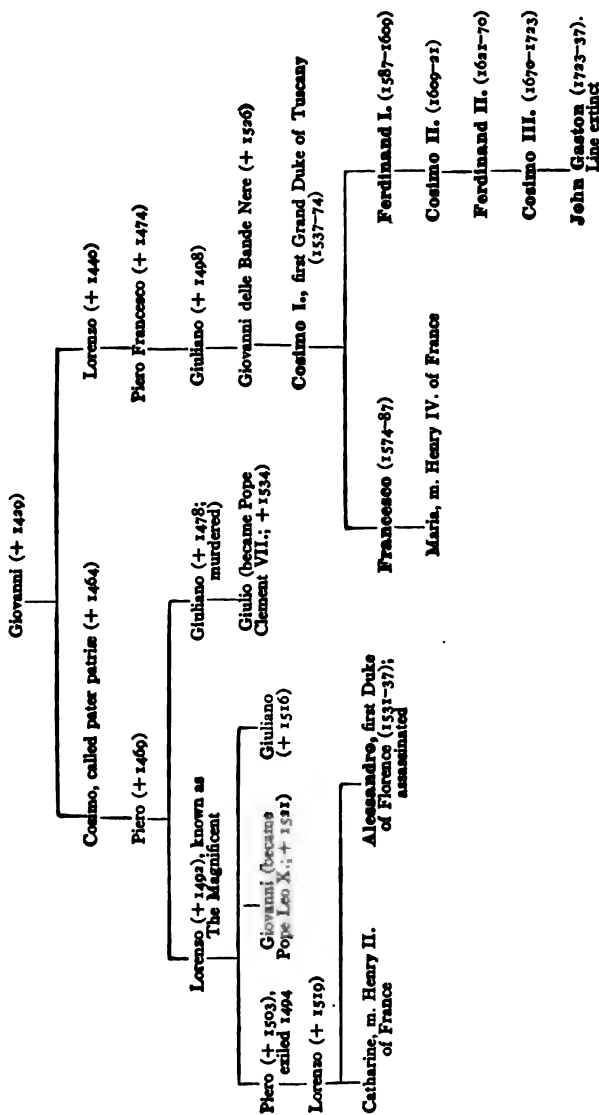 Giovanni (+ 1429)
Cosimo, called pater patriæ (+ 1464)
Lorenzo (+ 1440)
Piero (+ 1469)
Piero Francesco (+ 1474)
Lorenzo (+ 1492), known as
The Magnificent
Giuliano (+ 1478;
murdered)
Giuliano (+ 1498)
Giulio (became Pope
Clement VII.; + 1534)
Giovanni delle Bande Nere (+ 1526)
Piero (+ 1503),
exiled 1494
Giovanni (became
Pope Leo X.; + 1521)
Giuliano
(+ 1516)
Cosimo I., first Grand Duke of Tuscany
(1537-74)
Lorenzo (+ 1519)
Catharine, m. Henry II.
of France
Alessandro, first Duke
of Florence (1531-37);
assassinated
Francesco (1574-87)
Ferdinand I. (1587-1609)
Maria, m. Henry IV. of France
Cosimo II. (1609-21)
Ferdinand II. (1621-70)
Cosimo III. (1670-1723)
John Gaston (1723-37).
Line extinct